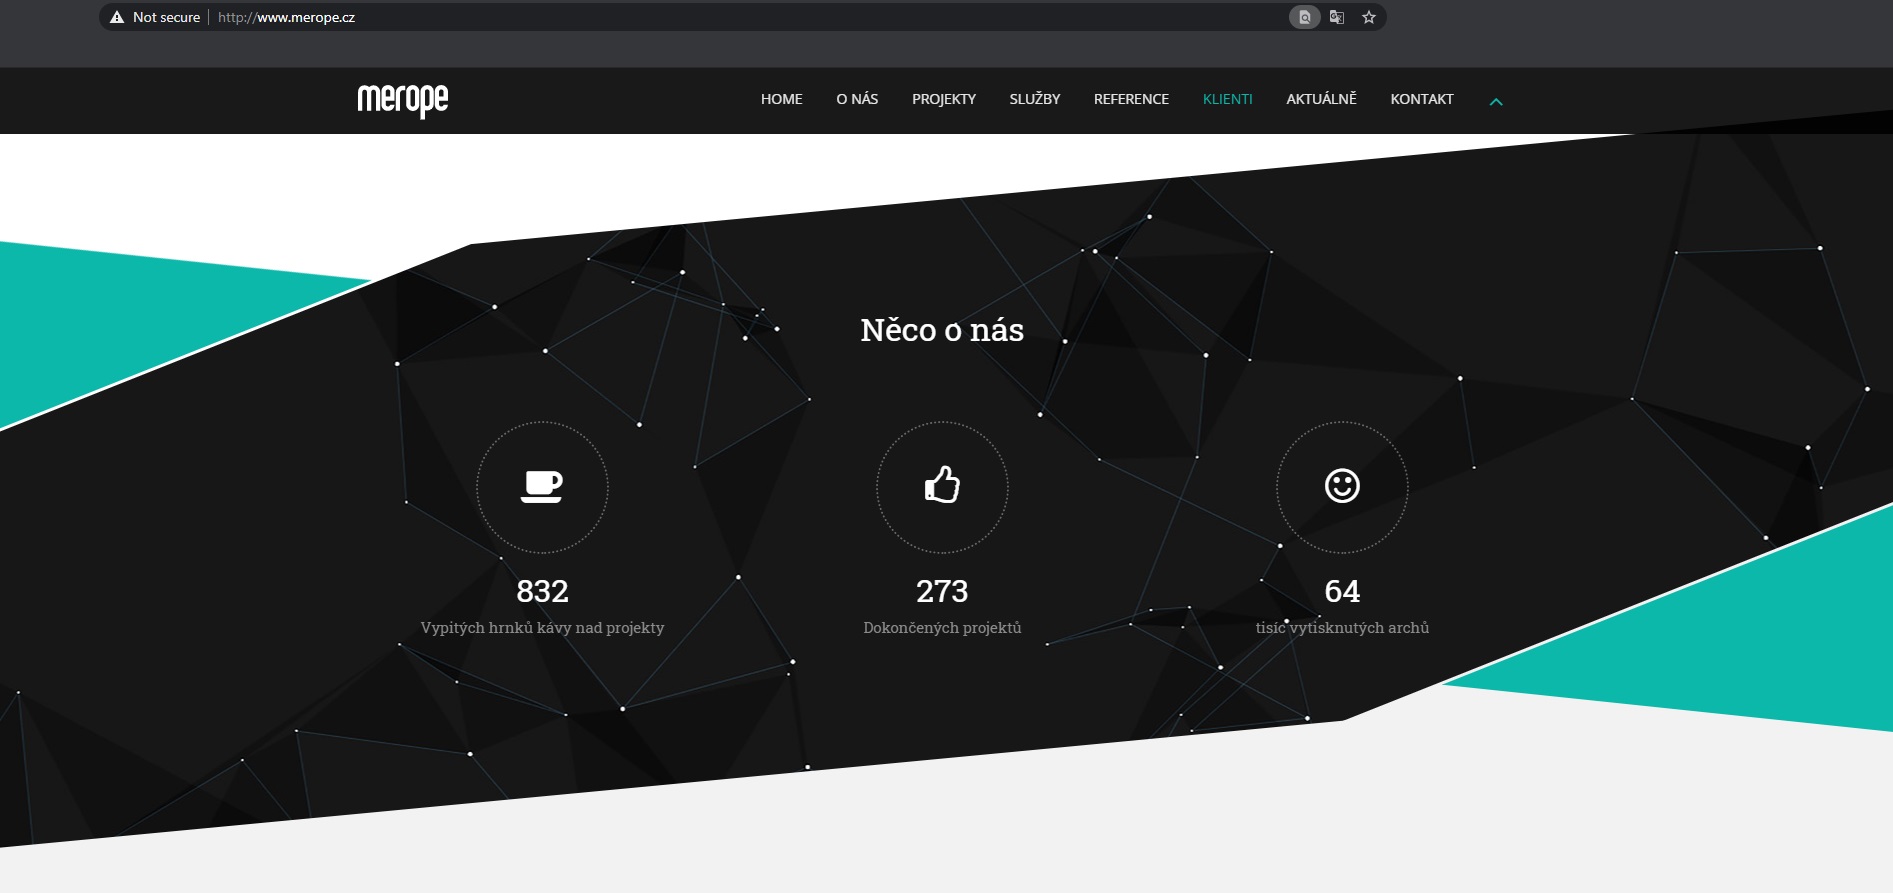 Not secure http://www.merope.cz
merope HOME O NÁS PROJEKTY SLUŽBY REFERENCE KLIENTI AKTUÁLNĚ KONTAKT
Něco o nás
832 273 64
Vypitých hrnků kávy nad projekty Dokončených projektů tisíc vytisknutých archů